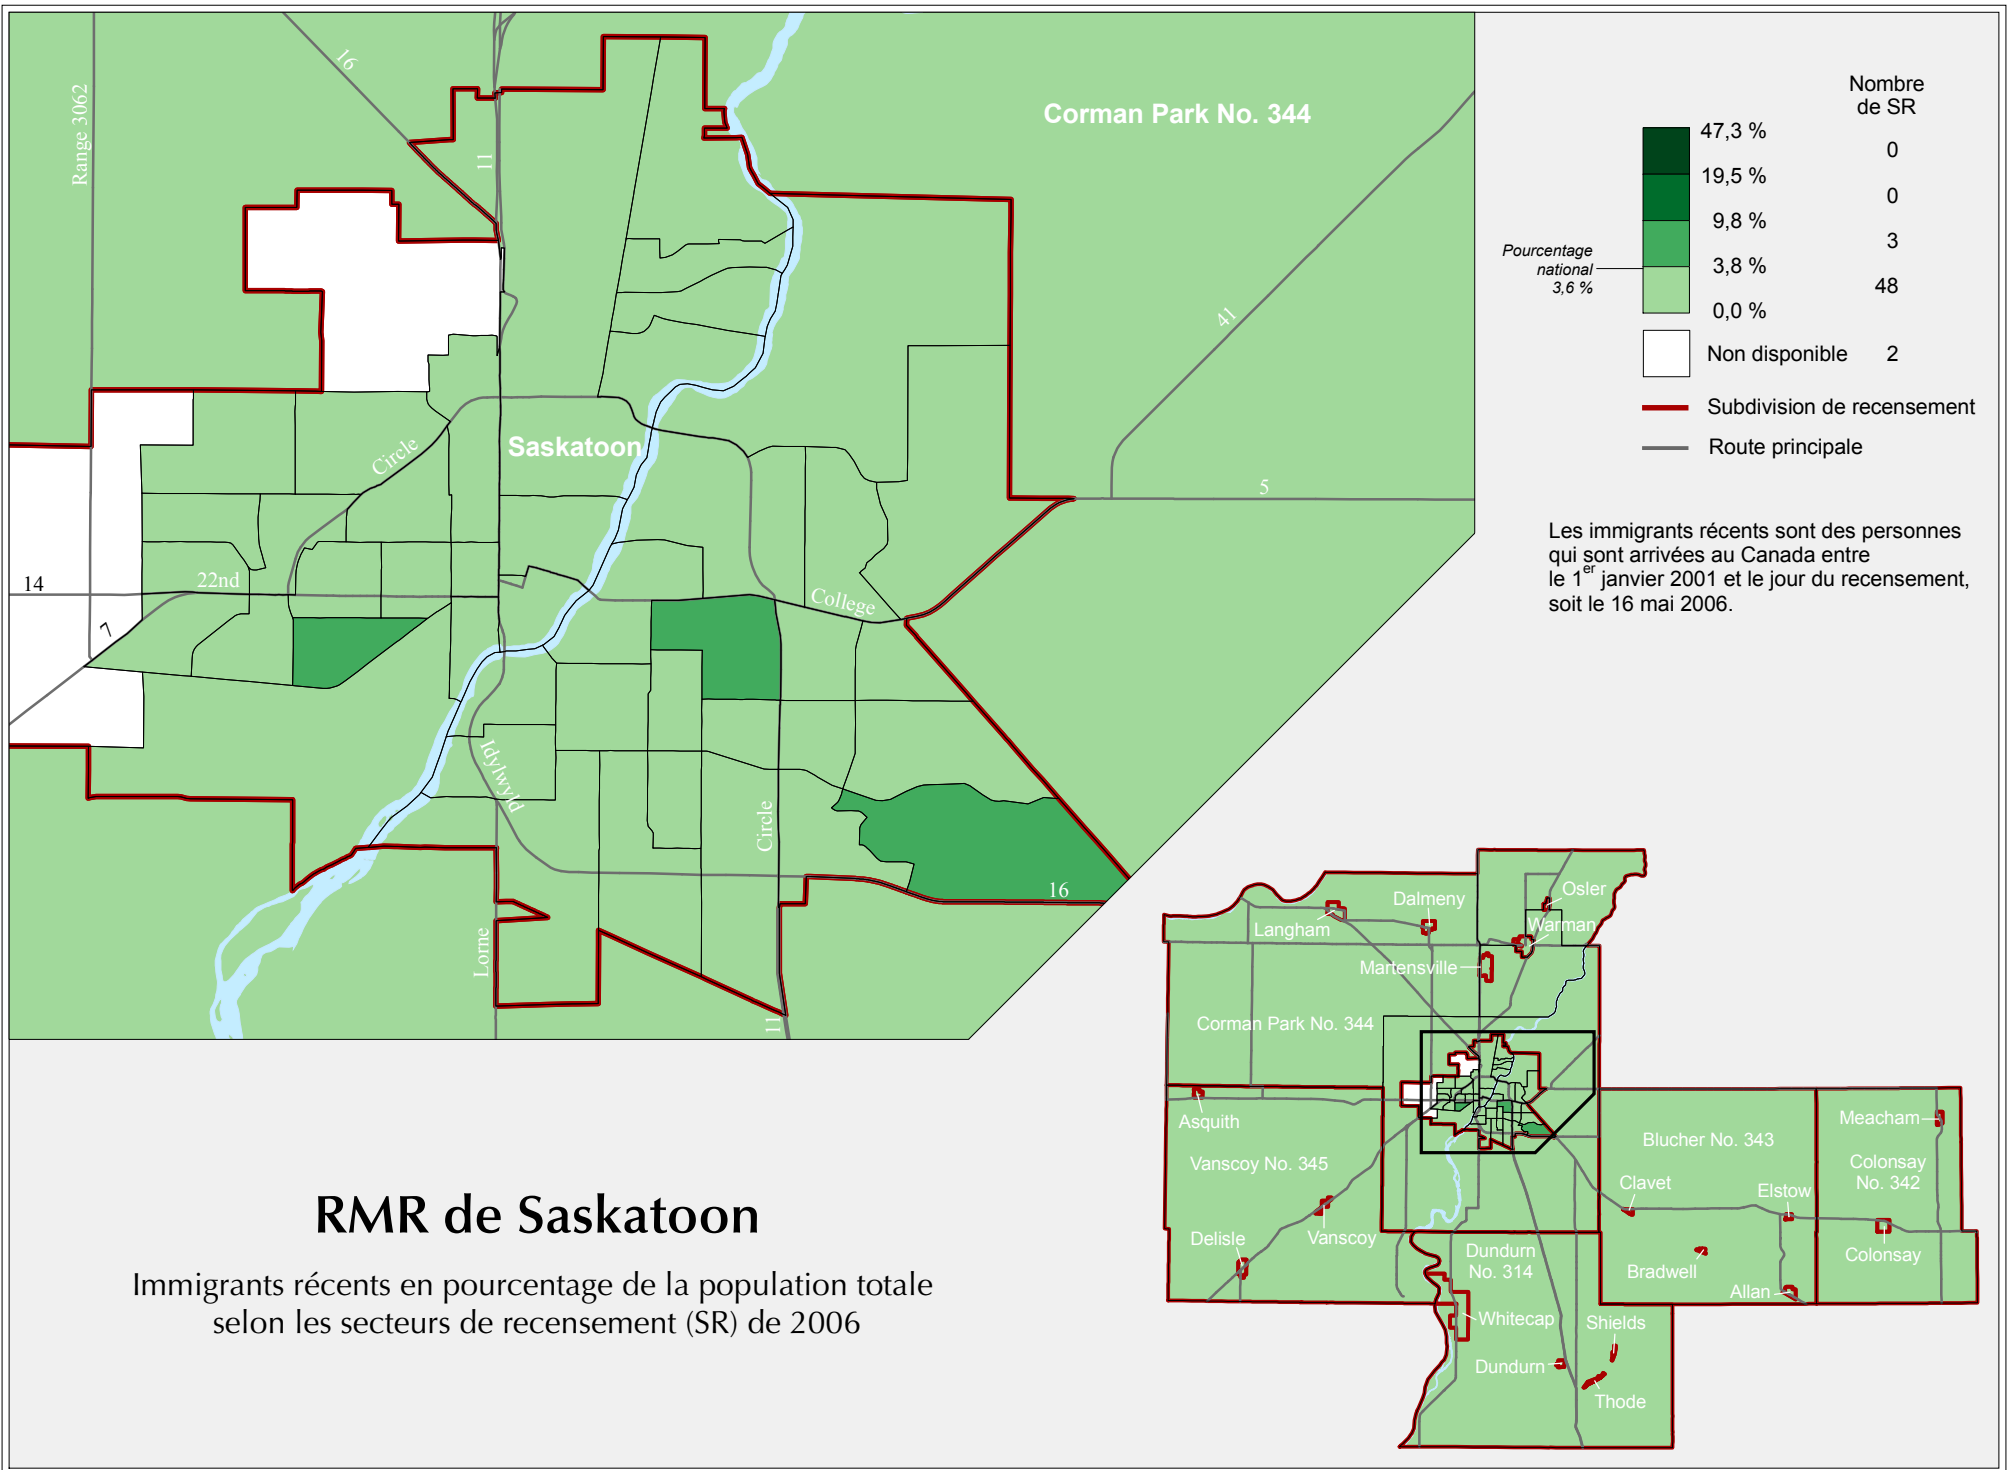 Range 3062
16
11
Corman Park No. 344
41
5
Saskatoon
Circle
14
22nd
7
College
Idylwyld
Circle
16
Lorne
11
Nombre
de SR
47,3 %
0
19,5 %
0
9,8 %
3
Pourcentage
national
3,6 %
3,8 %
48
0,0 %
Non disponible 2
Subdivision de recensement
Route principale
Les immigrants récents sont des personnes
qui sont arrivées au Canada entre
le 1er janvier 2001 et le jour du recensement,
soit le 16 mai 2006.
RMR de Saskatoon
Immigrants récents en pourcentage de la population totale
selon les secteurs de recensement (SR) de 2006
Osler
Dalmeny
Langham
Warman
Martensville
Corman Park No. 344
Asquith
Vanscoy No. 345
Blucher No. 343
Meacham
Colonsay
No. 342
Clavet
Elstow
Delisle
Vanscoy
Dundurn
No. 314
Bradwell
Colonsay
Allan
Whitecap
Shields
Dundurn
Thode